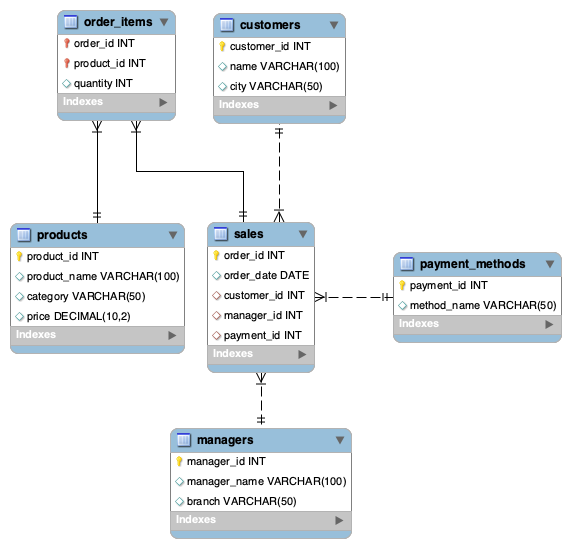 order_items
order_id INT
product_id INT
quantity INT
Indexes
customers
customer_id INT
name VARCHAR(100)
city VARCHAR(50)
Indexes
products
product_id INT
product_name VARCHAR(100)
category VARCHAR(50)
price DECIMAL(10,2)
Indexes
sales
order_id INT
order_date DATE
customer_id INT
manager_id INT
payment_id INT
Indexes
payment_methods
payment_id INT
method_name VARCHAR(50)
Indexes
managers
manager_id INT
manager_name VARCHAR(100)
branch VARCHAR(50)
Indexes